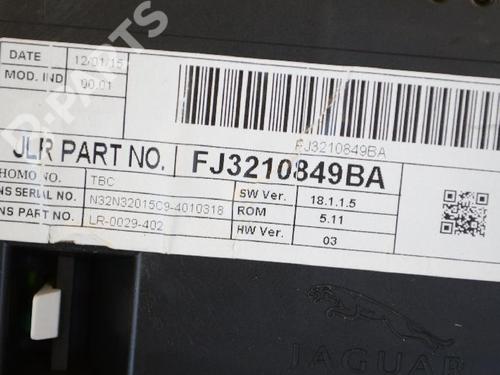 DATE 12/01/15
MOD. IND 00.01
FJ3210849BA
JLR PART NO. FJ3210849BA
HOMO NO. TBC
NS SERIAL NO. N32N32015C9-4010318
NS PART NO. LR-0029-402
SW Ver. 18.1.1.5
ROM 5.11
HW Ver. 03
JAGUAR
B-PARTS